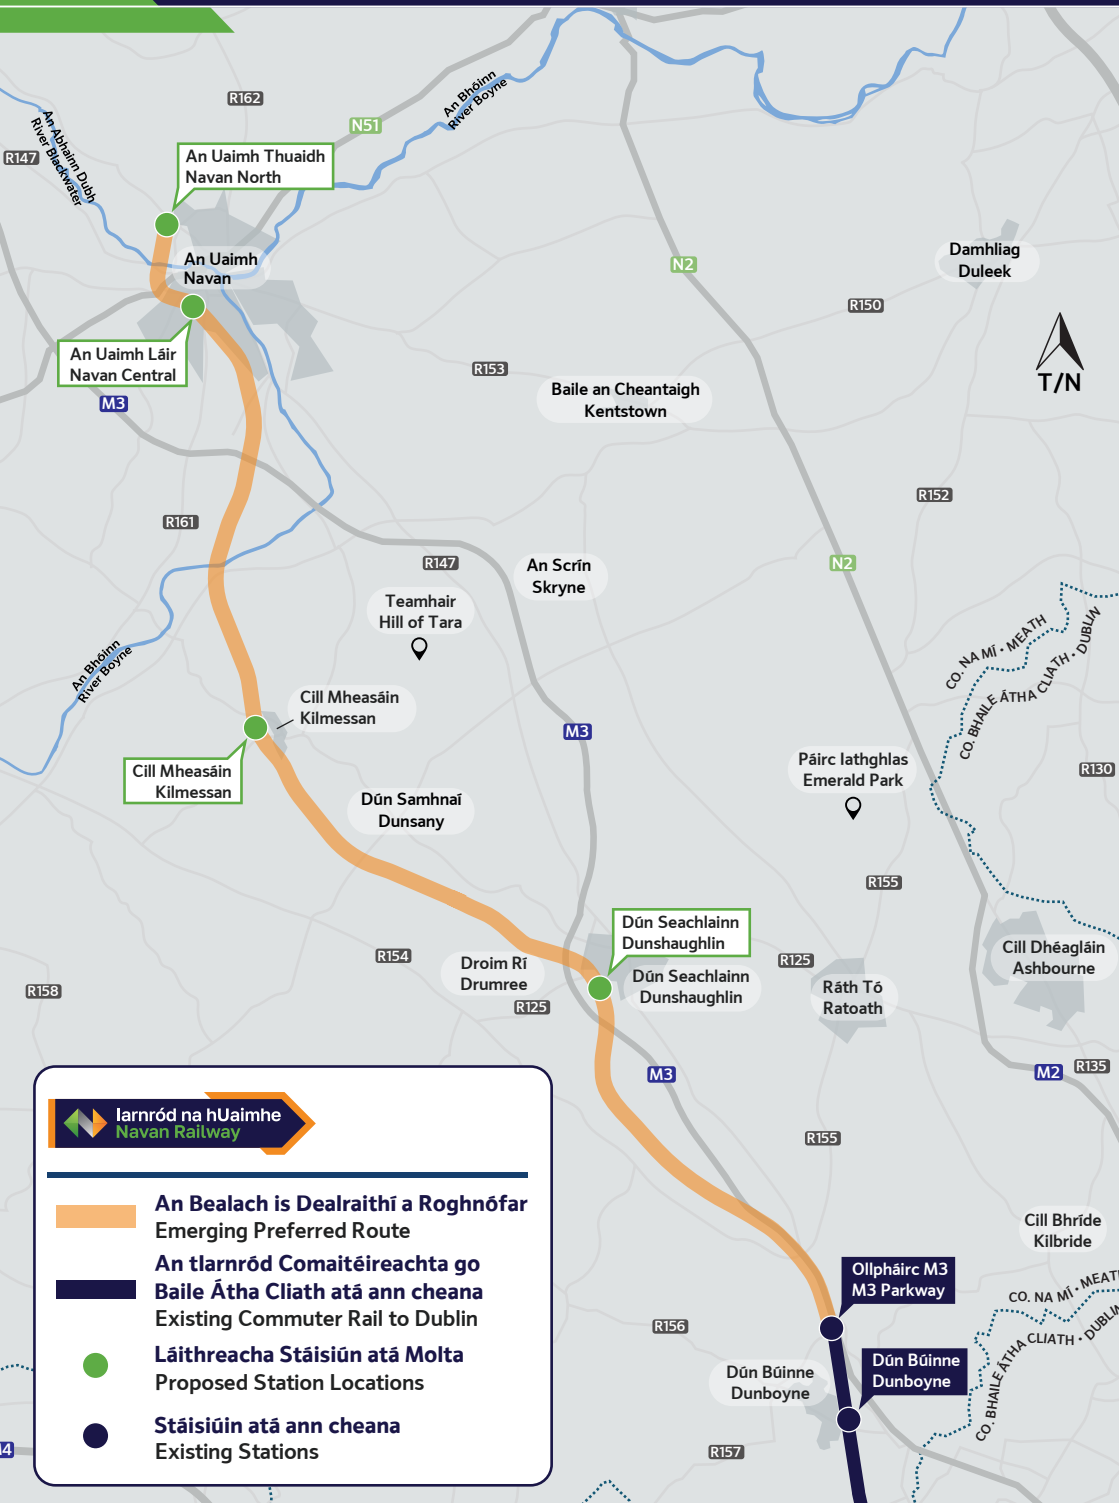 R162
An Bhóinn
River Boyne
N51
An Abhainn Dubh
River Blackwater
R147
An Uaimh Thuaidh
Navan North
An Uaimh
Navan
N2
Damhliag
Duleek
R150
An Uaimh Láir
Navan Central
R153
T/N
M3
Baile an Cheantaigh
Kentstown
R152
R161
R147
An Scrín
Skryne
N2
Teamhair
Hill of Tara
CO. NA MÍ • MEATH
CO. BHAILE ÁTHA CLIATH • DUBLIN
An Bhóinn
River Boyne
Cill Mheasáin
Kilmessan
M3
Cill Mheasáin
Kilmessan
Páirc Iathghlas
Emerald Park
R130
Dún Samhnaí
Dunsany
R155
Dún Seachlainn
Dunshaughlin
R154
Droim Rí
Drumree
Dún Seachlainn
Dunshaughlin
R125
Cill Dhéagláin
Ashbourne
R158
R125
Ráth Tó
Ratoath
M3
M2
R135
Iarnród na hUaimhe
Navan Railway
R155
An Bealach is Dealraithí a Roghnófar
Emerging Preferred Route
Cill Bhríde
Kilbride
An tIarnród Comaitéireachta go
Baile Átha Cliath atá ann cheana
Existing Commuter Rail to Dublin
Ollpháirc M3
M3 Parkway
CO. NA MÍ • MEAT
CO. BHAILE ÁTHA CLIATH • DUBLIN
R156
Láithreacha Stáisiún atá Molta
Proposed Station Locations
Dún Búinne
Dunboyne
Dún Búinne
Dunboyne
Stáisiúin atá ann cheana
Existing Stations
R157